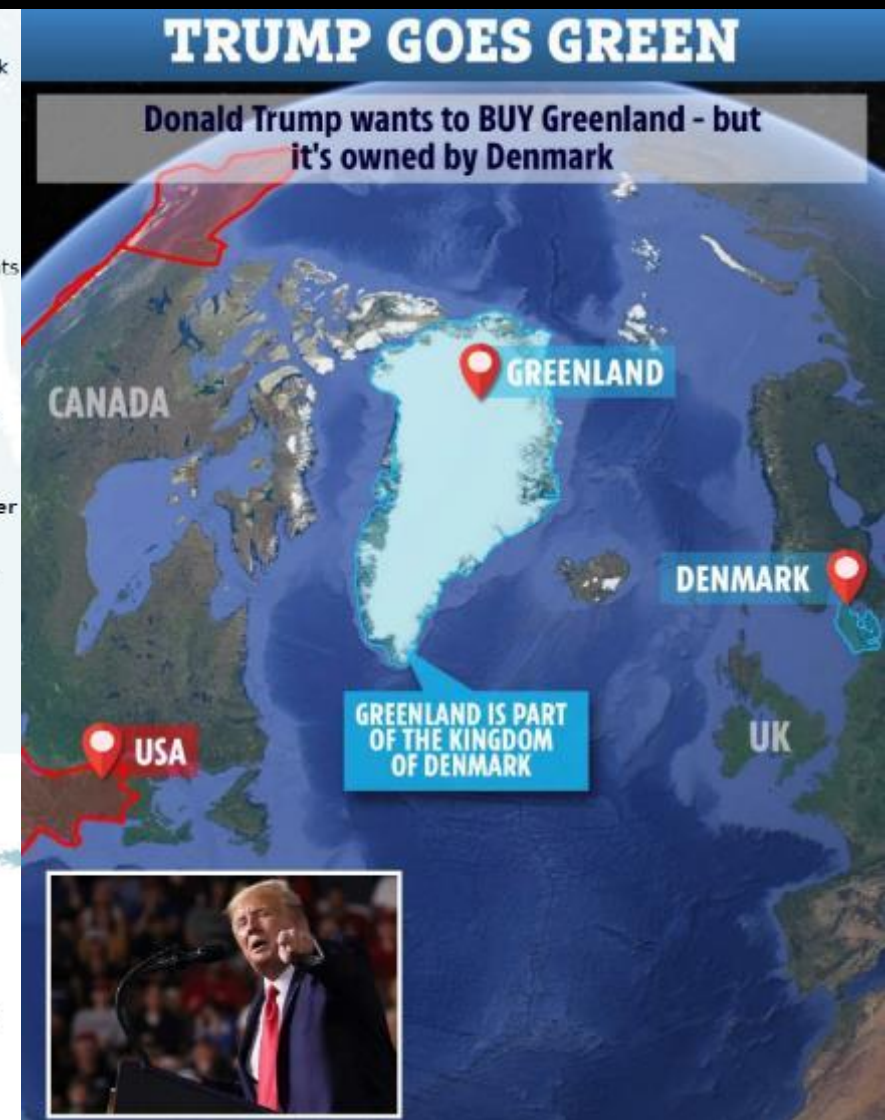 TRUMP GOES GREEN
Donald Trump wants to BUY Greenland - but
it's owned by Denmark
GREENLAND
CANADA
DENMARK
GREENLAND IS PART
OF THE KINGDOM
OF DENMARK
UK
USA